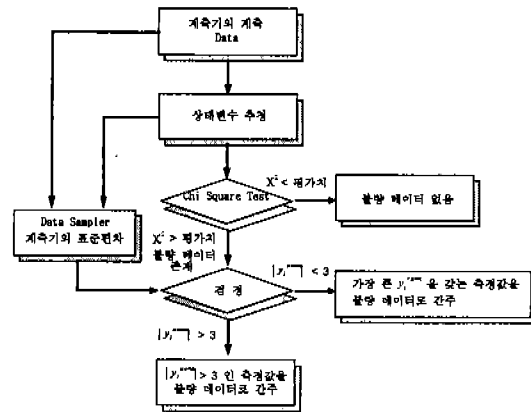 계측기의 계측
Data
상태변수 추정
Chi Square Test
X² < 평가치
불량 데이터 없음
Data Sampler
계측기의 표준편차
X² > 평가치
불량 데이터
존재
검 정
< 3
가장 큰 을 갖는 측정값을
불량 데이터로 간주
> 3
> 3 인 측정값을
불량 데이터로 간주